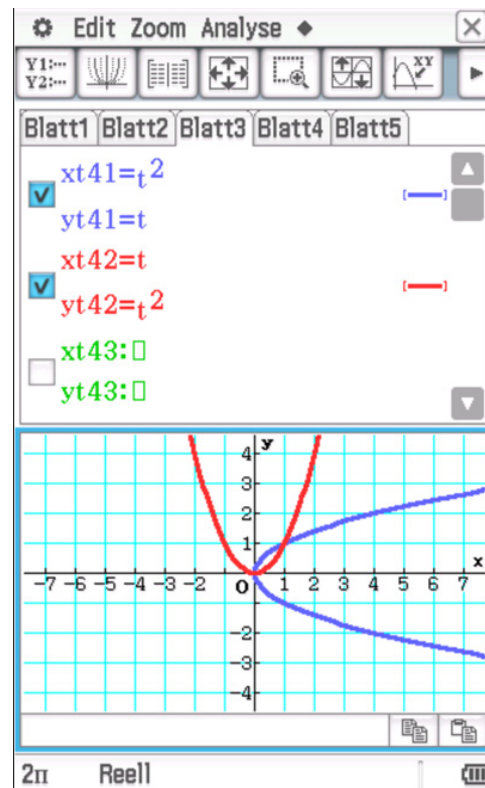 Edit Zoom Analyse
Y1:…
Y2:…
XY
Blatt1 Blatt2 Blatt3 Blatt4 Blatt5
xt41=t²
yt41=t
xt42=t
yt42=t²
xt43:□
yt43:□
y
4
3
2
1
x
-7 -6 -5 -4 -3 -2 0 1 2 3 4 5 6 7
-2
-3
-4
2π Reell